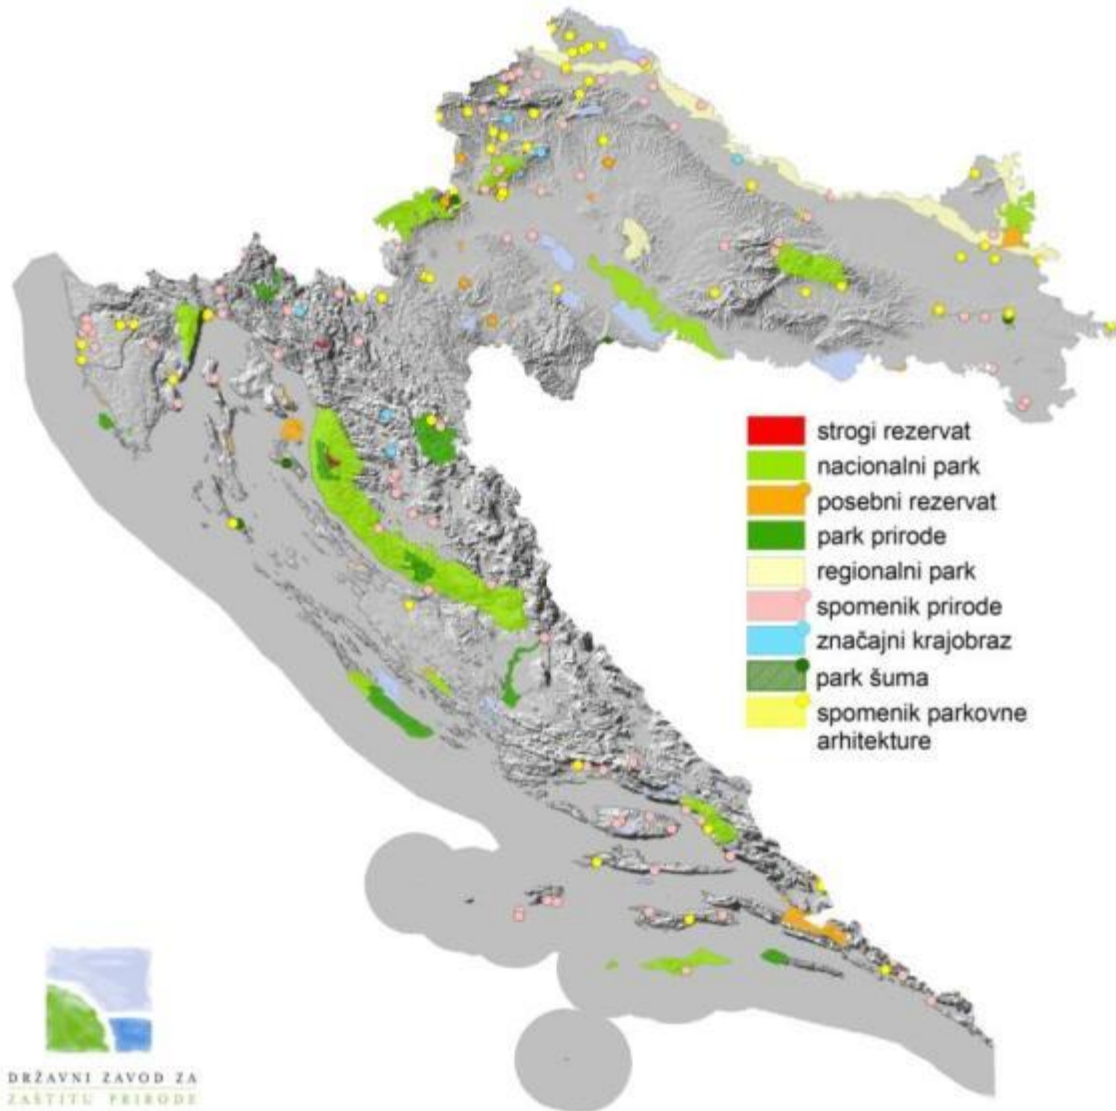 strogi rezervat
nacionalni park
posebni rezervat
park prirode
regionalni park
spomenik prirode
značajni krajobraz
park šuma
spomenik parkovne
arhitekture
DRŽAVNI ZAVOD ZA
ZAŠTITU PRIRODE